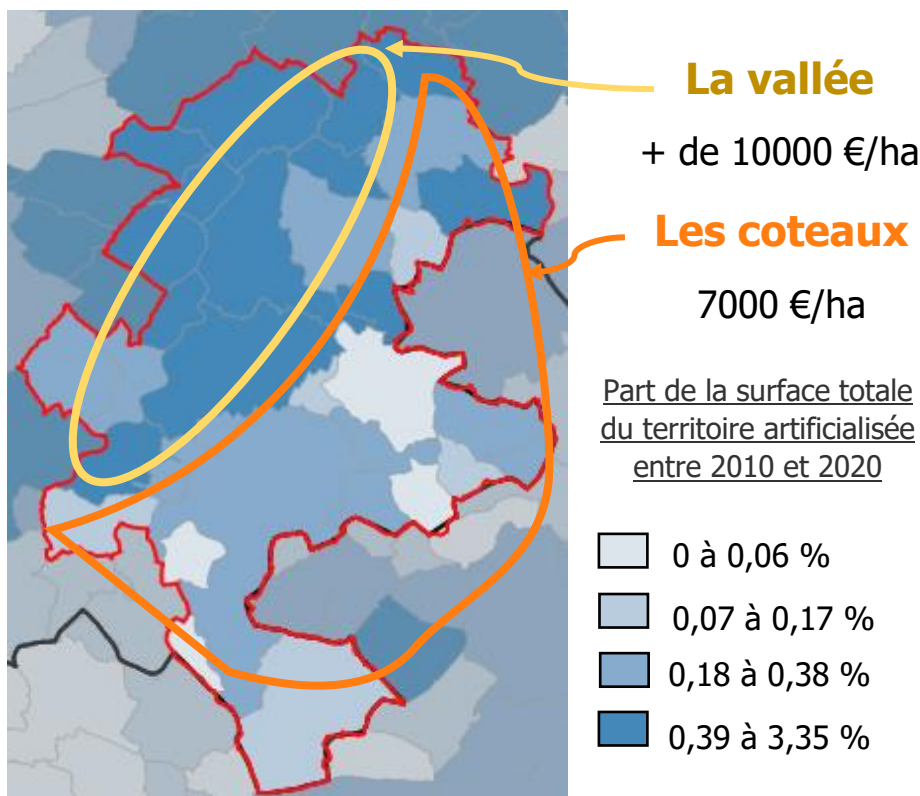 La vallée
+ de 10000 €/ha
Les coteaux
7000 €/ha
Part de la surface totale
du territoire artificialisée
entre 2010 et 2020
0 à 0,06 %
0,07 à 0,17 %
0,18 à 0,38 %
0,39 à 3,35 %